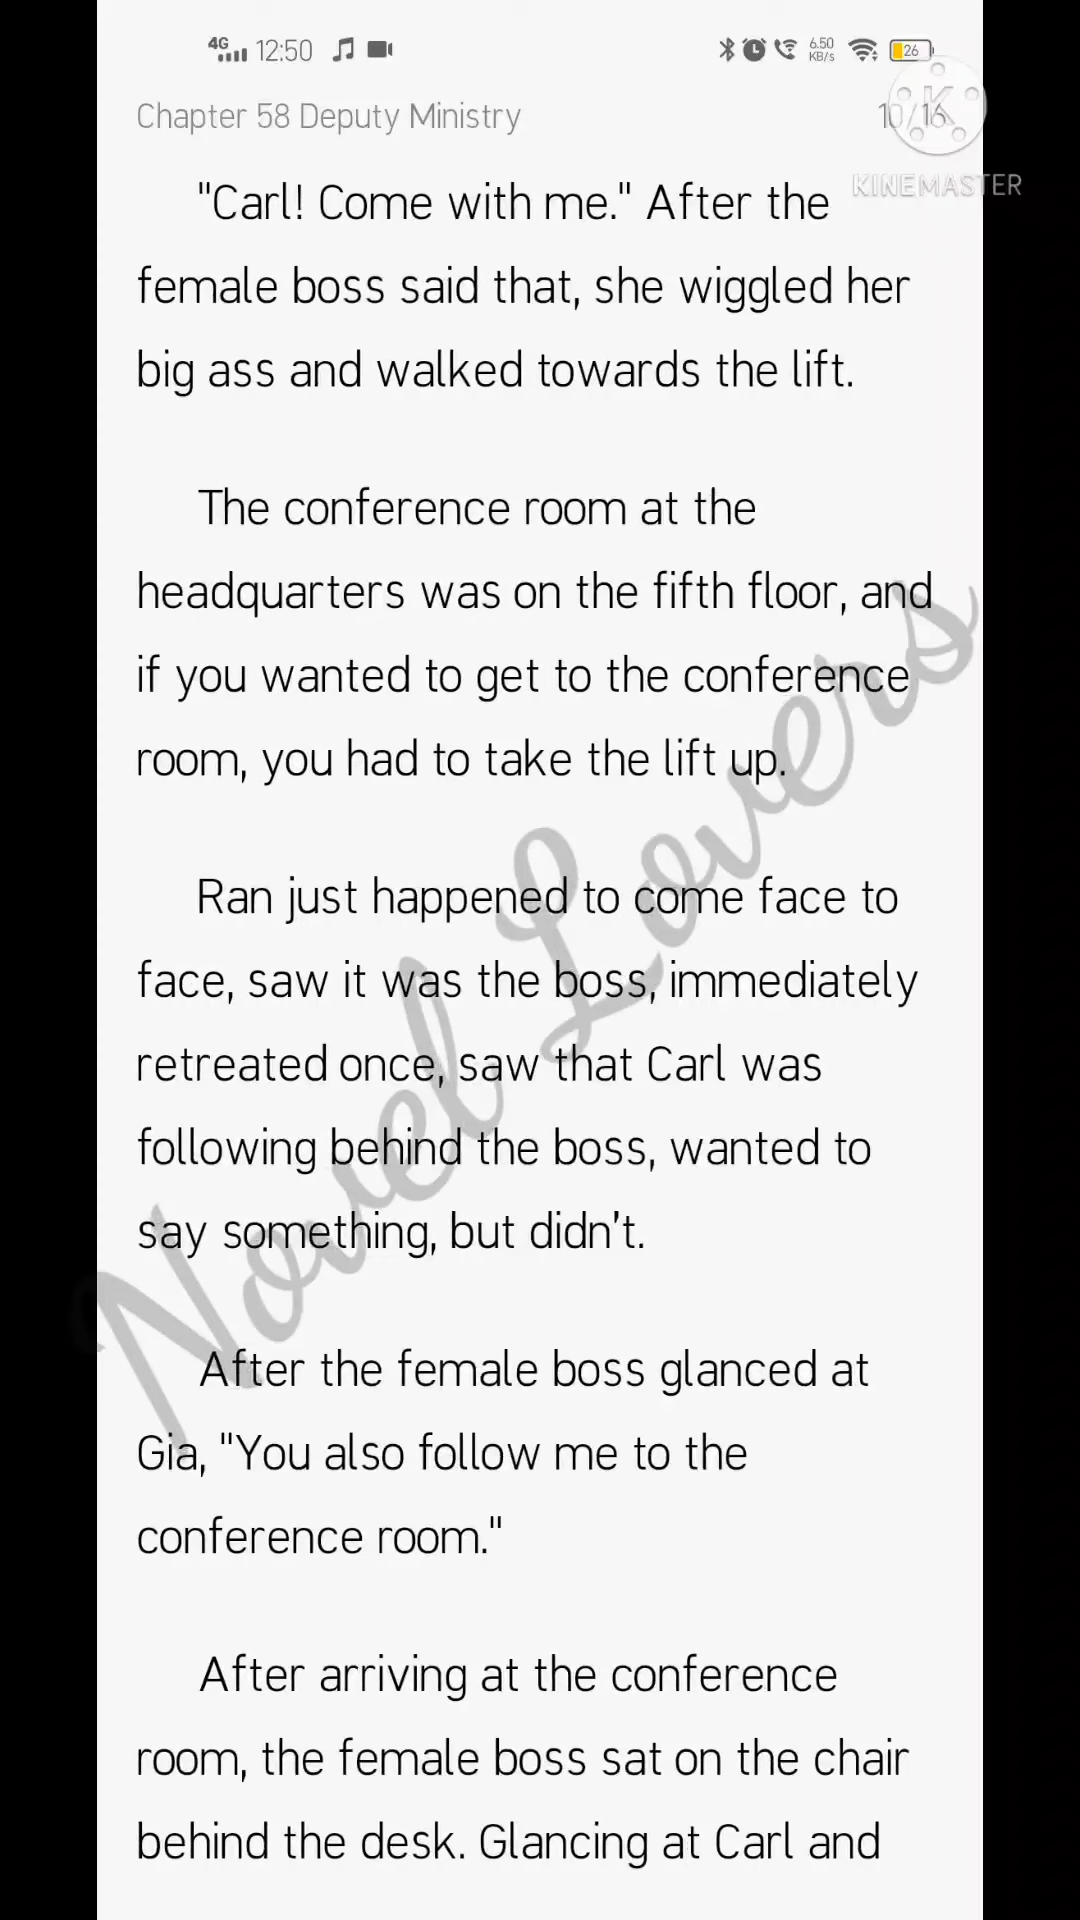 4G 12:50 6.50 KB/s 26
Chapter 58 Deputy Ministry 10/16
KINEMASTER
"Carl! Come with me." After the
female boss said that, she wiggled her
big ass and walked towards the lift.
The conference room at the
headquarters was on the fifth floor, and
if you wanted to get to the conference
room, you had to take the lift up.
Ran just happened to come face to
face, saw it was the boss, immediately
retreated once, saw that Carl was
following behind the boss, wanted to
say something, but didn't.
After the female boss glanced at
Gia, "You also follow me to the
conference room."
After arriving at the conference
room, the female boss sat on the chair
behind the desk. Glancing at Carl and
Novel Lovers